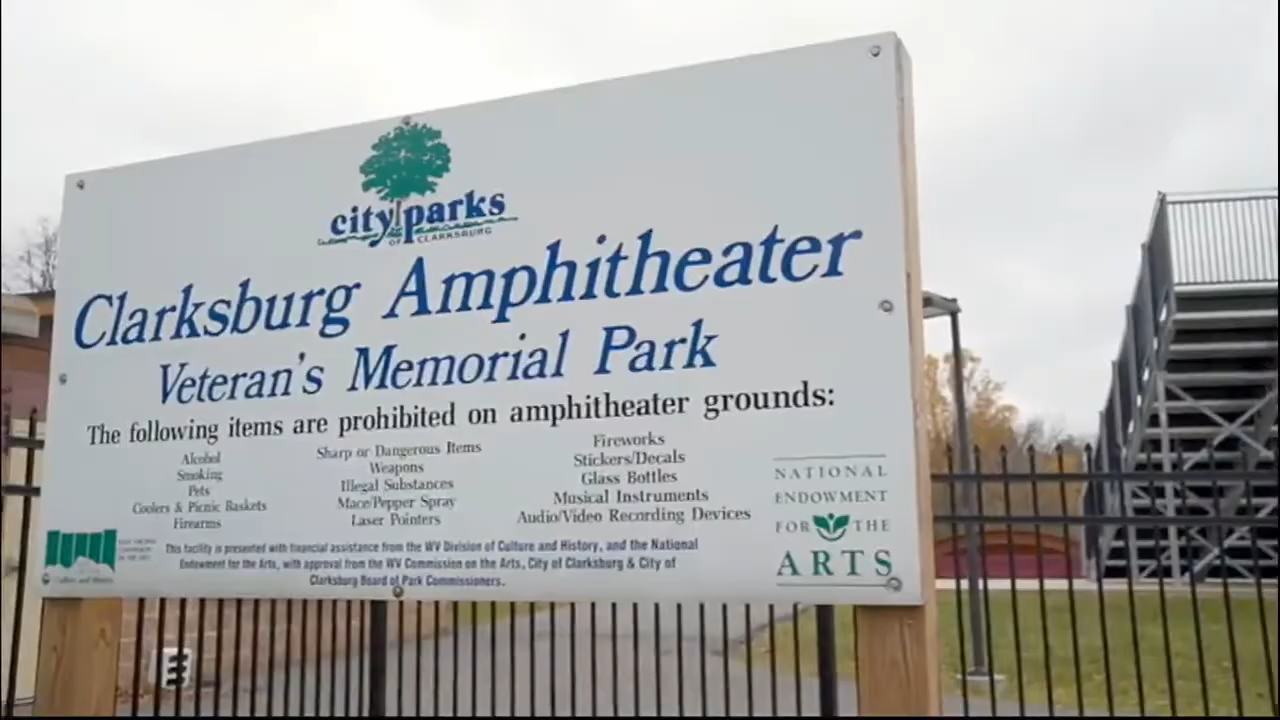 city parks
OF CLARKSBURG
Clarksburg Amphitheater
Veteran's Memorial Park
The following items are prohibited on amphitheater grounds:
Alcohol
Smoking
Pets
Coolers & Picnic Baskets
Firearms
Sharp or Dangerous Items
Weapons
Illegal Substances
Mace/Pepper Spray
Laser Pointers
Fireworks
Stickers/Decals
Glass Bottles
Musical Instruments
Audio/Video Recording Devices
This facility is presented with financial assistance from the WV Division of Culture and History, and the National
Endowment for the Arts, with approval from the WV Commission on the Arts, City of Clarksburg & City of
Clarksburg Board of Park Commissioners.
NATIONAL
ENDOWMENT
FOR THE
ARTS